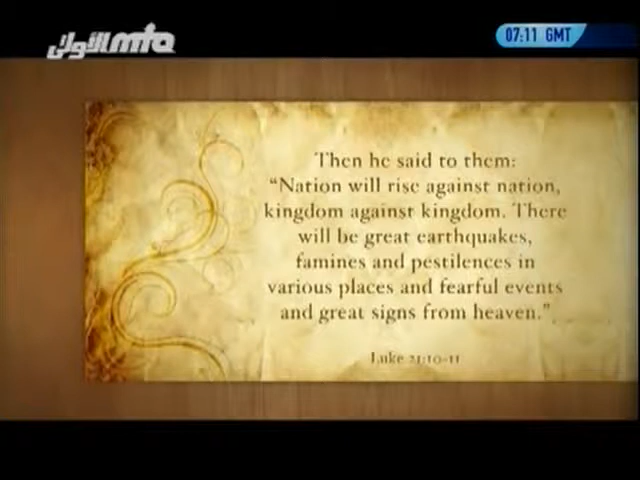 mta الأولى
07:11 GMT
Then he said to them:
“Nation will rise against nation,
kingdom against kingdom. There
will be great earthquakes,
famines and pestilences in
various places and fearful events
and great signs from heaven.”
Luke 21:10-11